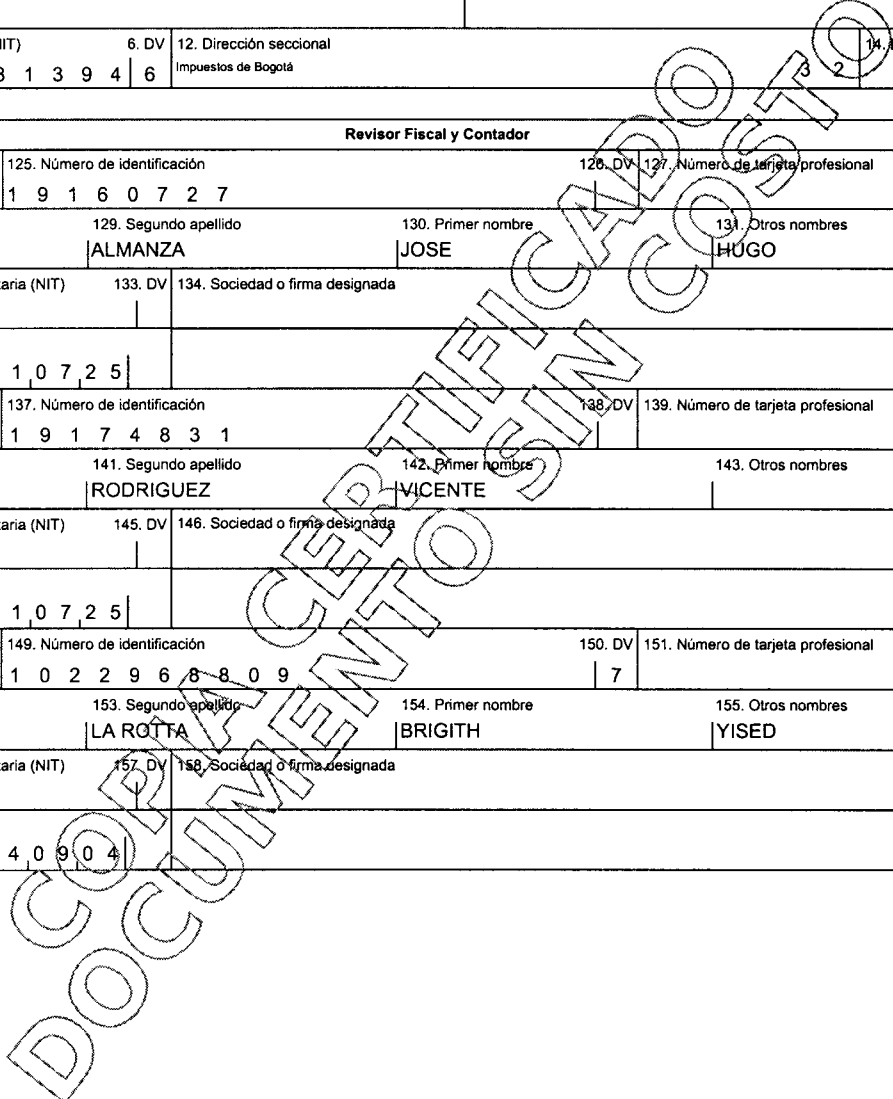 IIT) 6. DV 12. Dirección seccional 14.
3 1 3 9 4 6 Impuestos de Bogotá 3 2
Revisor Fiscal y Contador
125. Número de identificación 126. DV 127. Número de tarjeta profesional
1 9 1 6 0 7 2 7
129. Segundo apellido 130. Primer nombre 131. Otros nombres
ALMANZA JOSE HUGO
taria (NIT) 133. DV 134. Sociedad o firma designada
1 0 7 2 5
137. Número de identificación 138. DV 139. Número de tarjeta profesional
1 9 1 7 4 8 3 1
141. Segundo apellido 142. Primer nombre 143. Otros nombres
RODRIGUEZ VICENTE
taria (NIT) 145. DV 146. Sociedad o firma designada
1 0 7 2 5
149. Número de identificación 150. DV 151. Número de tarjeta profesional
1 0 2 2 9 6 8 8 0 9 7
153. Segundo apellido 154. Primer nombre 155. Otros nombres
LA ROTTA BRIGITH YISED
taria (NIT) 157. DV 158. Sociedad o firma designada
4 0 9 0 4
COPIA CERTIFICADO
DOCUMENTO SIN COSTO